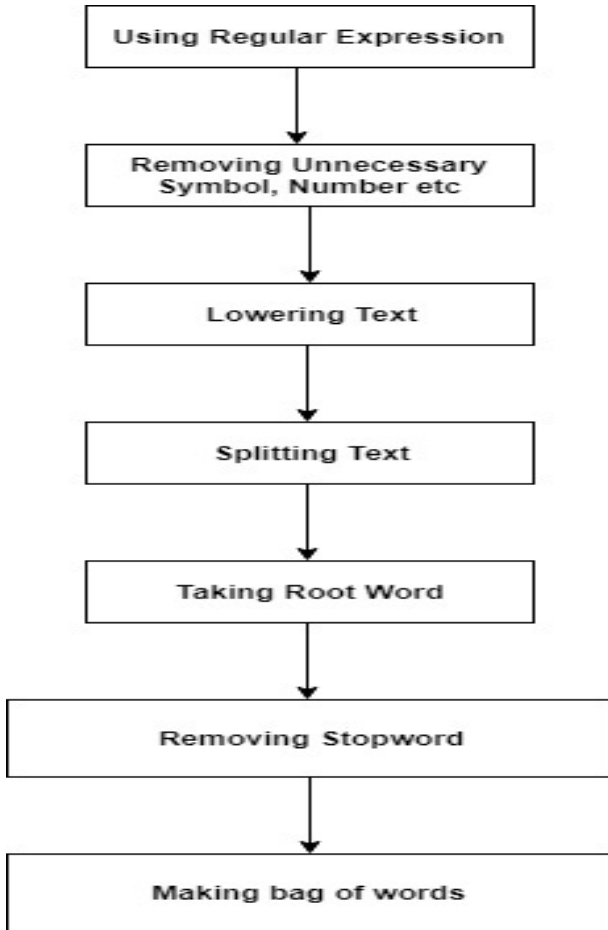 Using Regular Expression
Removing Unnecessary
Symbol, Number etc
Lowering Text
Splitting Text
Taking Root Word
Removing Stopword
Making bag of words